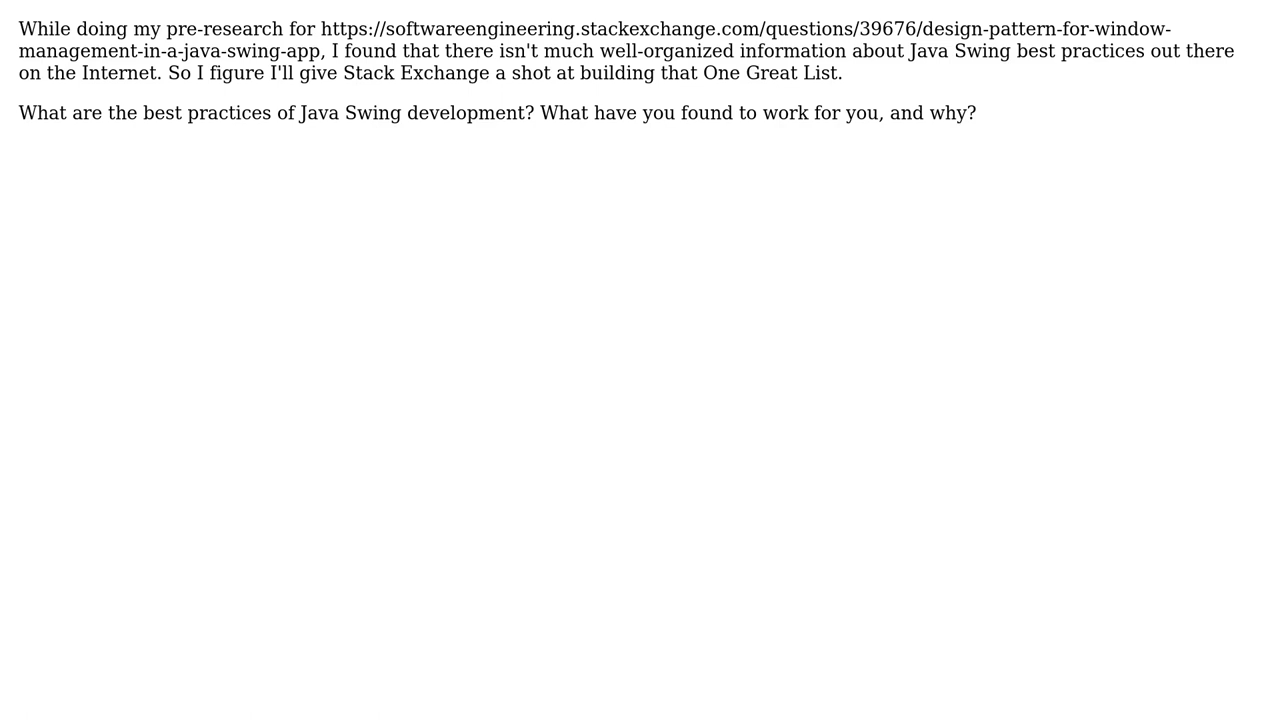 While doing my pre-research for https://softwareengineering.stackexchange.com/questions/39676/design-pattern-for-window-
management-in-a-java-swing-app, I found that there isn't much well-organized information about Java Swing best practices out there
on the Internet. So I figure I'll give Stack Exchange a shot at building that One Great List.
What are the best practices of Java Swing development? What have you found to work for you, and why?